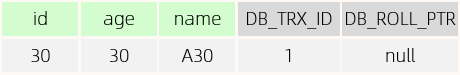 id age name DB_TRX_ID DB_ROLL_PTR
30 30 A30 1 null